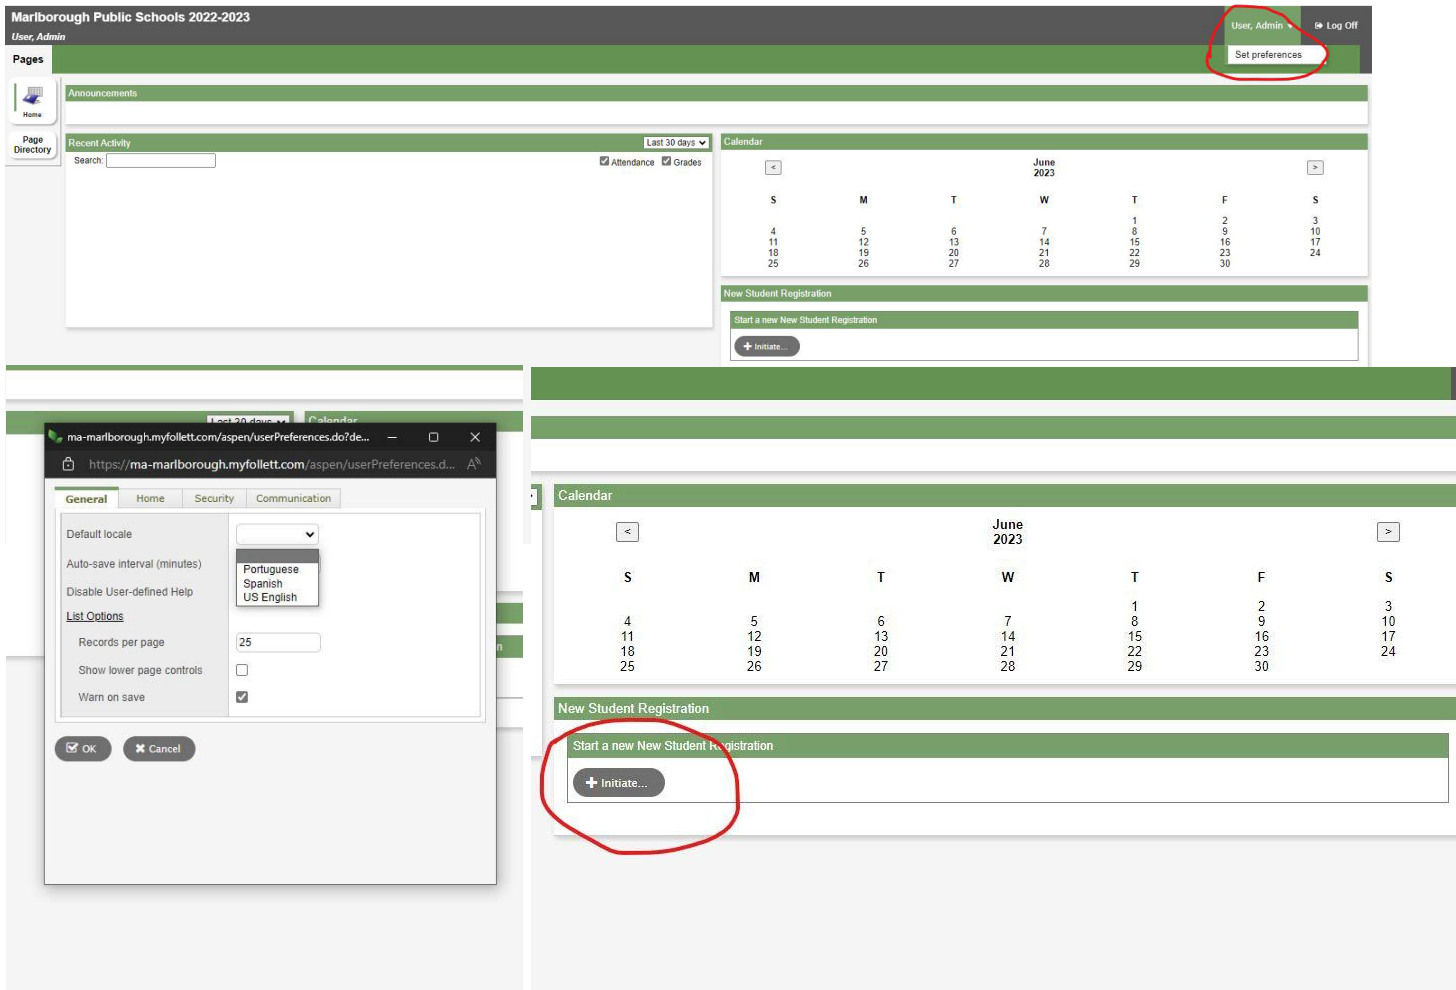 Marlborough Public Schools 2022-2023
User, Admin
User, Admin
Log Off
Set preferences
Pages
Home
Page
Directory
Announcements
Recent Activity
Last 30 days
Search:
Attendance
Grades
Calendar
<
June
2023
>
S M T W T F S
1 2 3
4 5 6 7 8 9 10
11 12 13 14 15 16 17
18 19 20 21 22 23 24
25 26 27 28 29 30
New Student Registration
Start a new New Student Registration
Initiate...
Last 30 days
Calendar
ma-marlborough.myfollett.com/aspen/userPreferences.do?de...
https://ma-marlborough.myfollett.com/aspen/userPreferences.d...
General Home Security Communication
Default locale
Portuguese
Spanish
US English
Auto-save interval (minutes)
Disable User-defined Help
List Options
Records per page
25
Show lower page controls
Warn on save
OK
Cancel
n
Calendar
<
June
2023
>
S M T W T F S
1 2 3
4 5 6 7 8 9 10
11 12 13 14 15 16 17
18 19 20 21 22 23 24
25 26 27 28 29 30
New Student Registration
Start a new New Student Registration
Initiate...